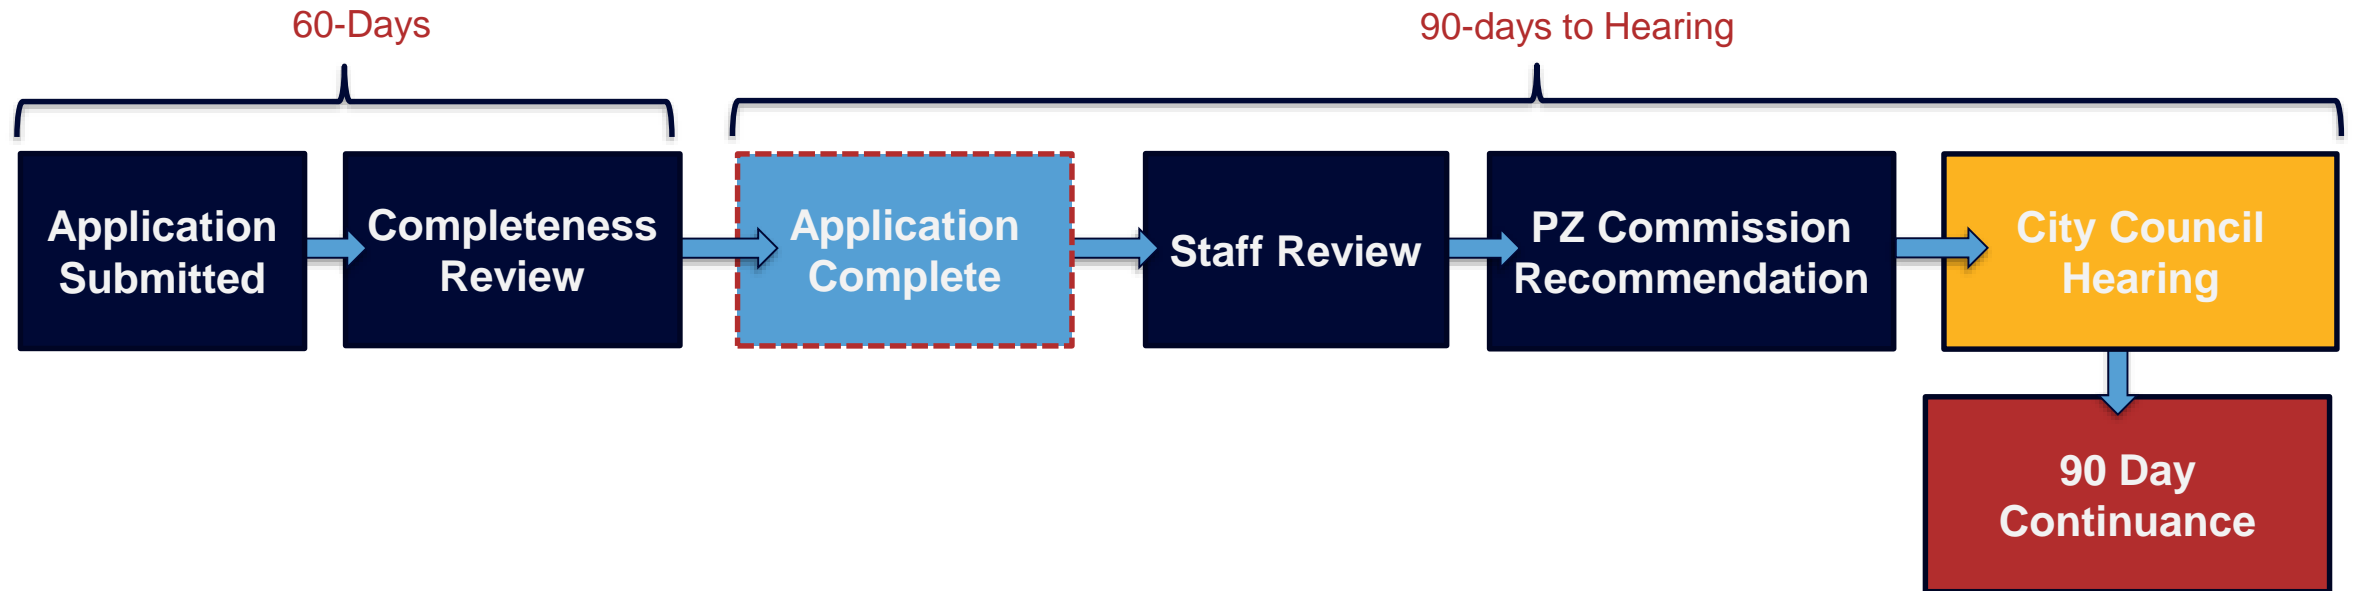 60-Days
90-days to Hearing
Application
Submitted
Completeness
Review
Application
Complete
Staff Review
PZ Commission
Recommendation
City Council
Hearing
90 Day
Continuance